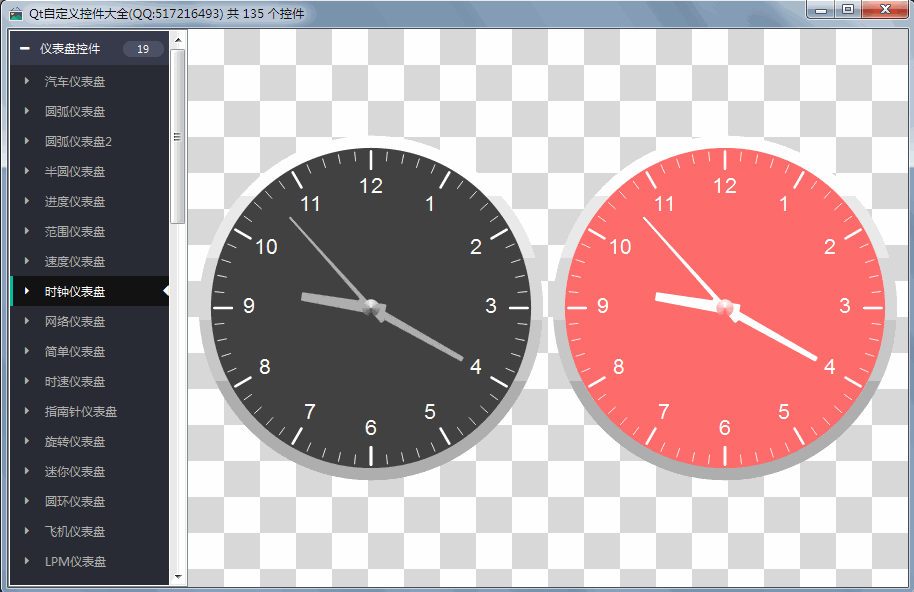 Qt自定义控件大全(QQ:517216493) 共 135 个控件
仪表盘控件 19
汽车仪表盘
圆弧仪表盘
圆弧仪表盘2
半圆仪表盘
进度仪表盘
范围仪表盘
速度仪表盘
时钟仪表盘
网络仪表盘
简单仪表盘
时速仪表盘
指南针仪表盘
旋转仪表盘
迷你仪表盘
圆环仪表盘
飞机仪表盘
LPM仪表盘
12
1
2
3
4
5
6
7
8
9
10
11
12
1
2
3
4
5
6
7
8
9
10
11